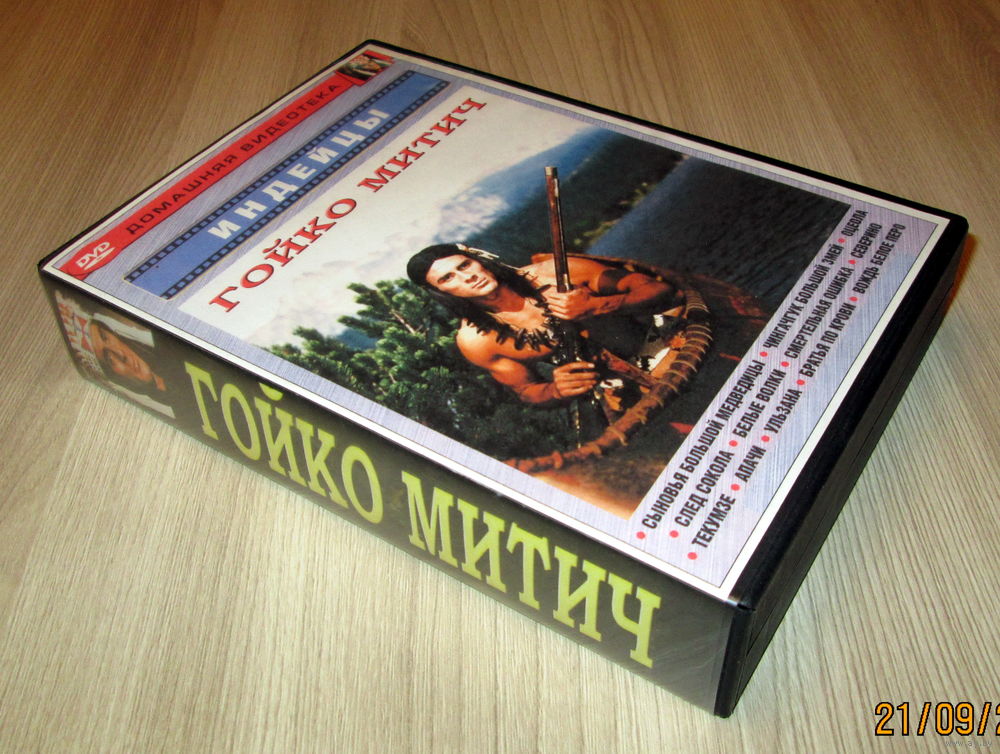 DVD ДОМАШНЯЯ ВИДЕОТЕКА
ИНДЕЙЦЫ
ГОЙКО МИТИЧ
• СЫНОВЬЯ БОЛЬШОЙ МЕДВЕДИЦЫ • ЧИНГАЧГУК БОЛЬШОЙ ЗМЕЙ • ОЦЕОЛА
• СЛЕД СОКОЛА • БЕЛЫЕ ВОЛКИ • СМЕРТЕЛЬНАЯ ОШИБКА • СЕВЕРИНО
• ТЕКУМЗЕ • АПАЧИ • УЛЬЗАНА • БРАТЬЯ ПО КРОВИ • ВОЖДЬ БЕЛОЕ ПЕРО
ГОЙКО МИТИЧ
21/09/2